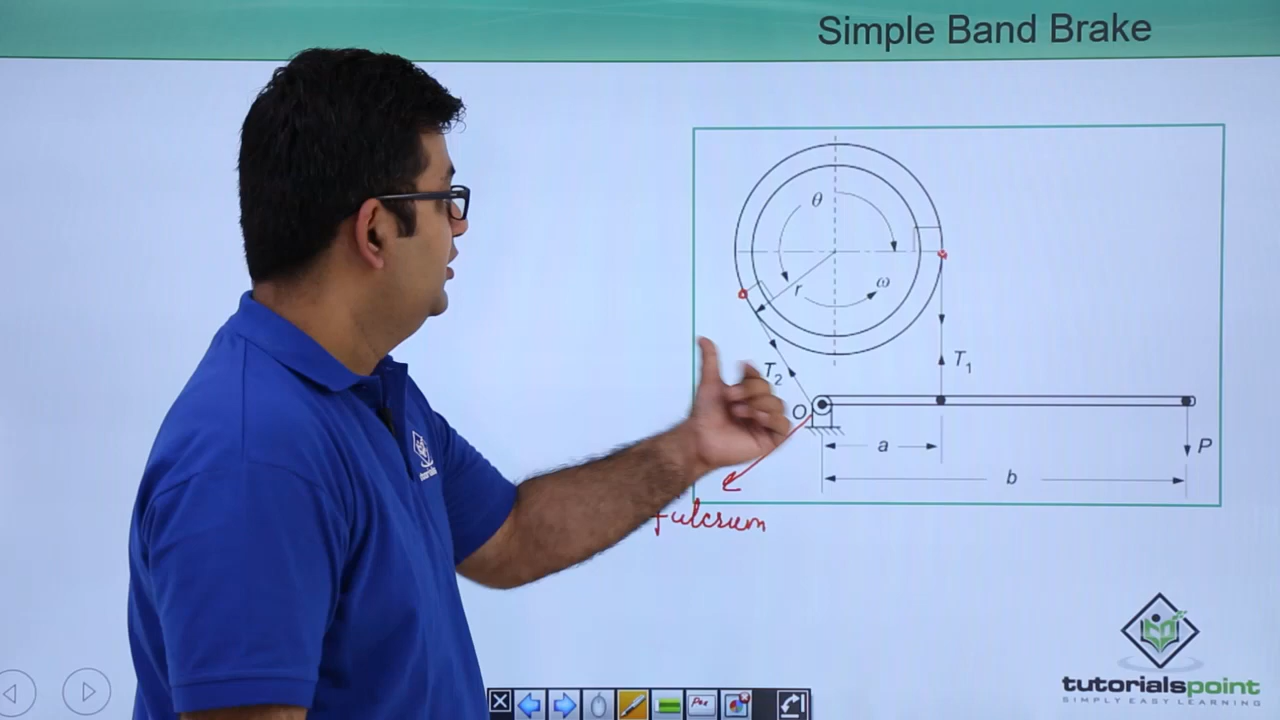 Simple Band Brake
θ
r
ω
T2
T1
O
a
P
b
fulcrum
tutorialspoint
SIMPLY EASY LEARNING